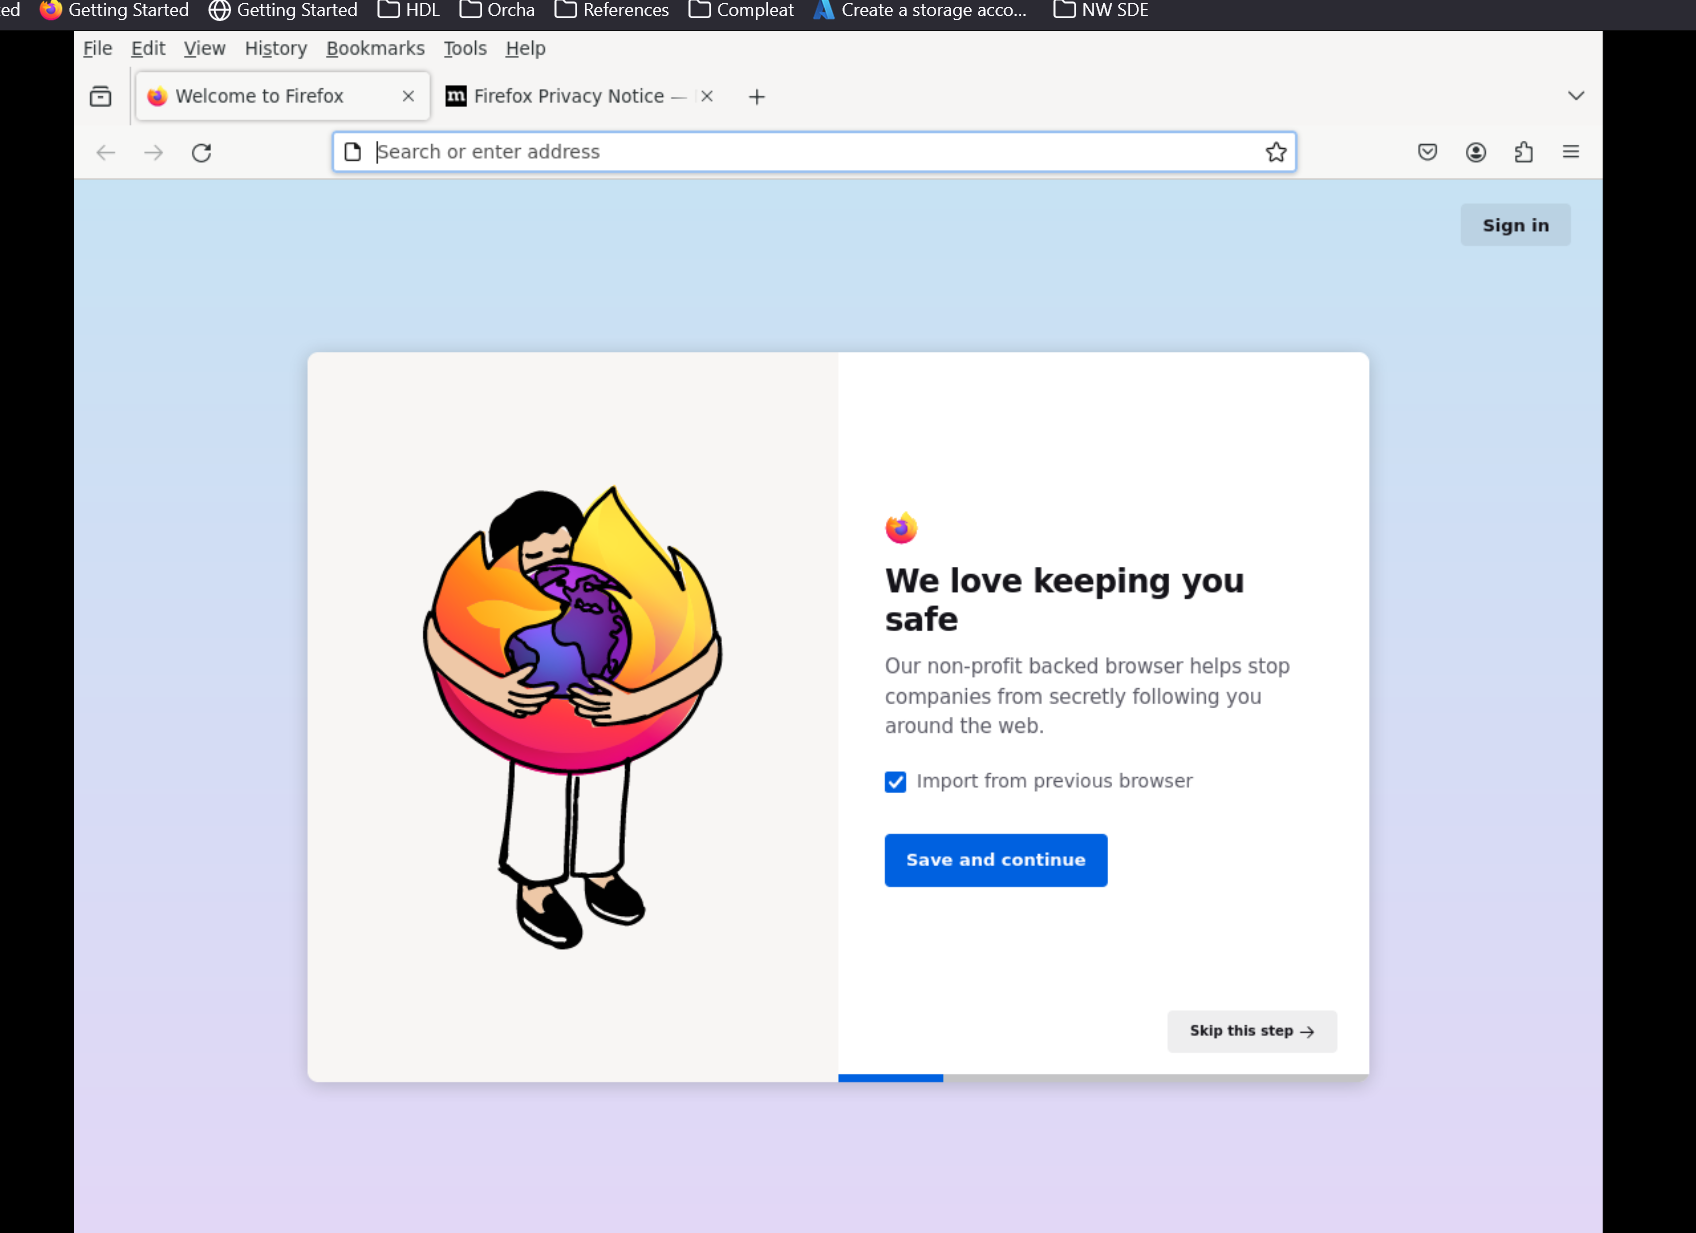 Getting Started Getting Started HDL Orcha References Compleat Create a storage acco... NW SDE
File Edit View History Bookmarks Tools Help
Welcome to Firefox
m Firefox Privacy Notice —
Search or enter address
Sign in
We love keeping you
safe
Our non-profit backed browser helps stop
companies from secretly following you
around the web.
Import from previous browser
Save and continue
Skip this step →